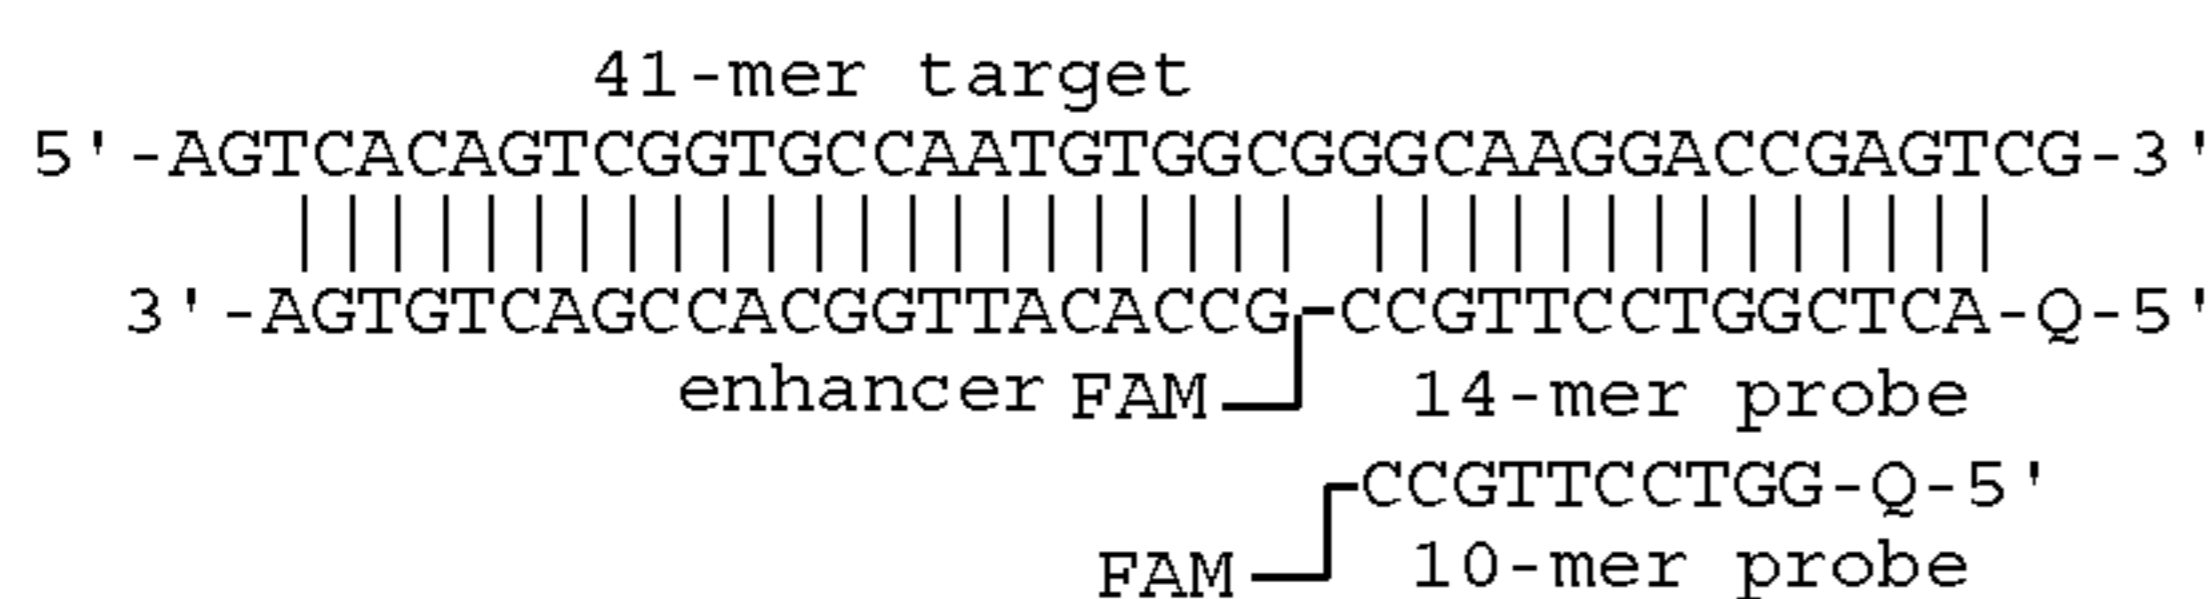 41-mer target
5'-AGTCACAGTCGGTGCCAATGTGGCGGGCAAGGACCGAGTCG-3'
3'-AGTGTCAGCCACGGTTACACCG CCGTTCCTGGCTCA-Q-5'
enhancer FAM 14-mer probe
CCGTTCCTGG-Q-5'
FAM 10-mer probe